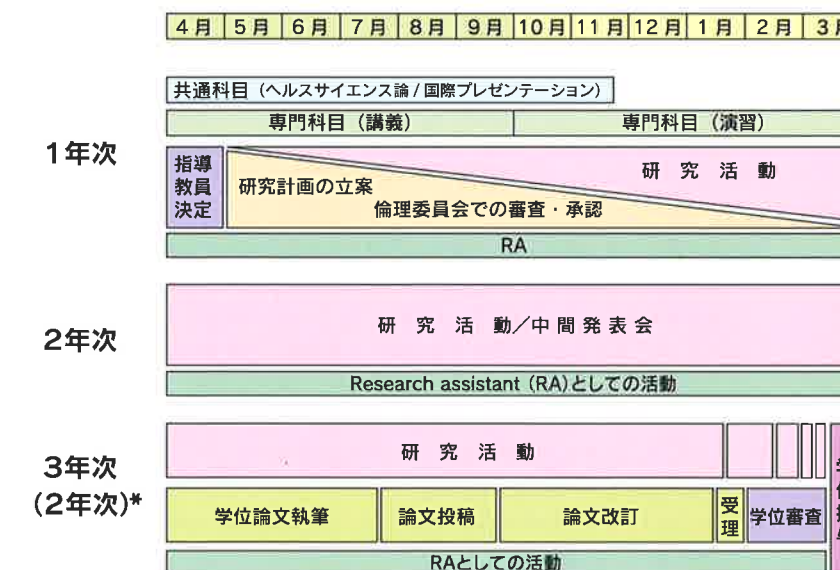 4月 5月 6月 7月 8月 9月 10月 11月 12月 1月 2月 3月
共通科目（ヘルスサイエンス論 / 国際プレゼンテーション）
専門科目（講義） 専門科目（演習）
1年次
指導
教員
決定
研究計画の立案
倫理委員会での審査・承認
研究活動
RA
2年次
研究活動／中間発表会
Research assistant（RA）としての活動
3年次
（2年次）*
研究活動
学位論文執筆 論文投稿 論文改訂
受
理
学位審査
RAとしての活動